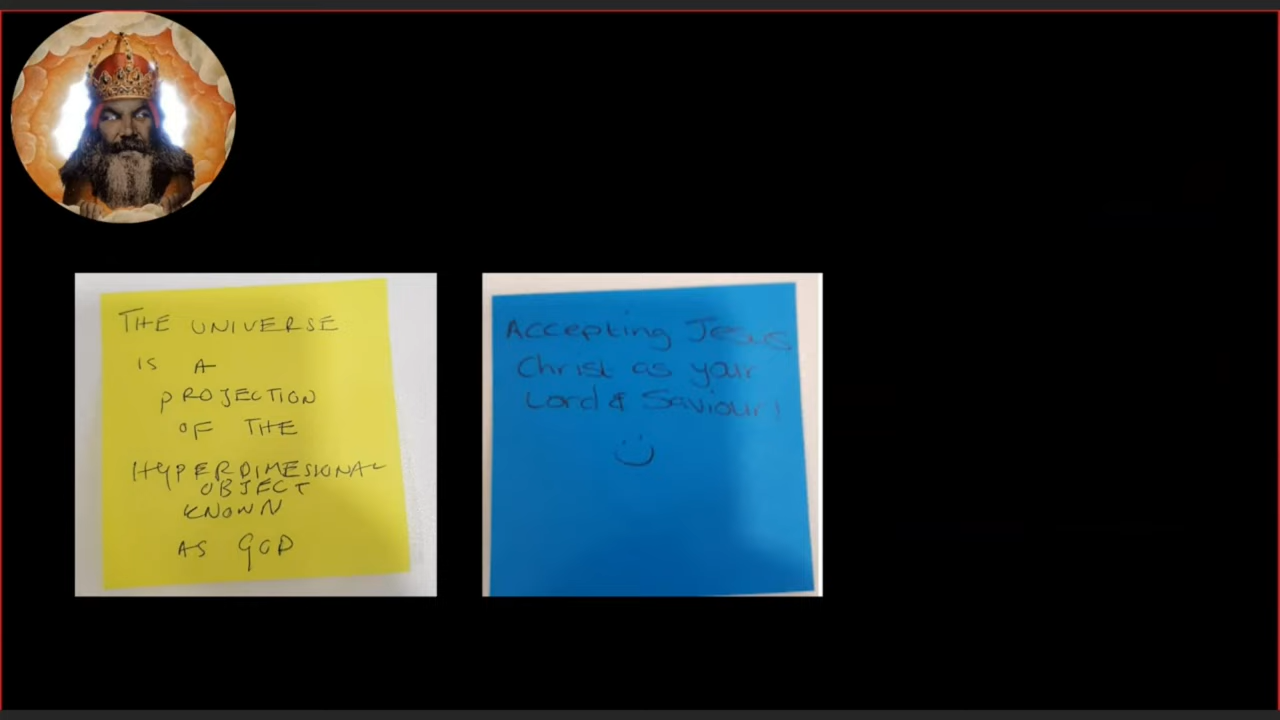 THE UNIVERSE
IS A
PROJECTION
OF THE
HYPERDIMESIONAL
OBJECT
KNOWN
AS GOD
Accepting Jesus
Christ as your
Lord & Saviour!